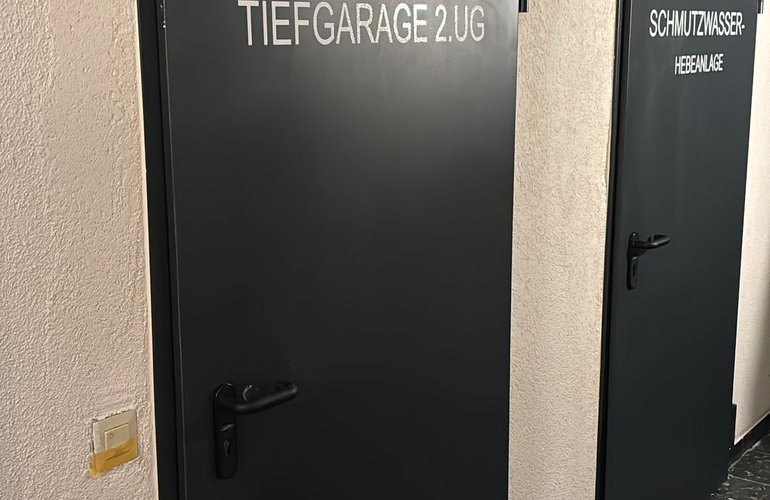 TIEFGARAGE 2.UG
SCHMUTZWASSER-
HEBEANLAGE